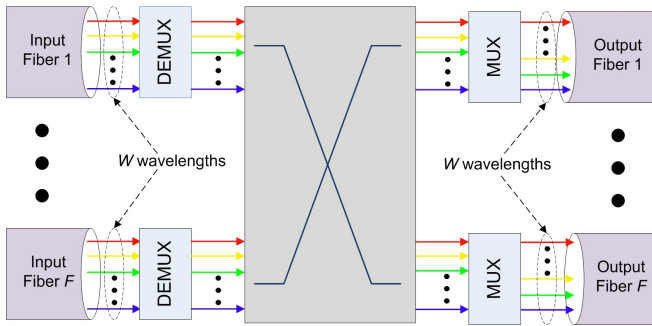 Input
Fiber 1
DEMUX
MUX
Output
Fiber 1
W wavelengths
W wavelengths
Input
Fiber F
DEMUX
MUX
Output
Fiber F